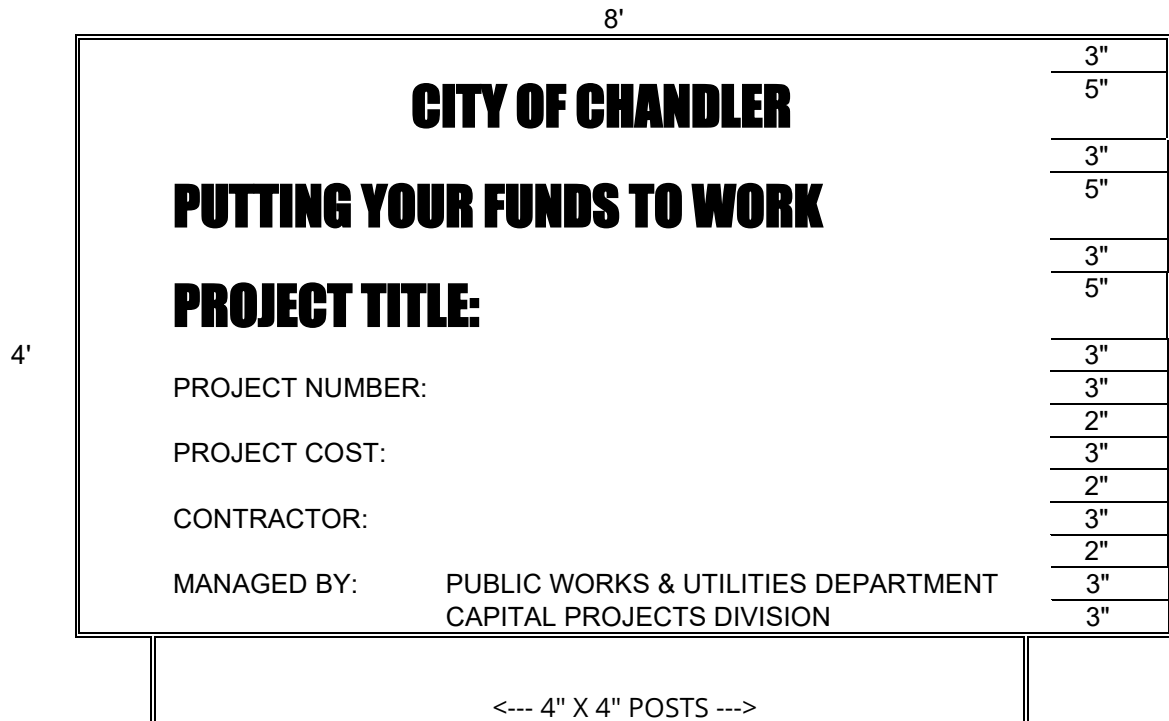 8'
3"
CITY OF CHANDLER 5"
3"
PUTTING YOUR FUNDS TO WORK 5"
3"
PROJECT TITLE: 5"
4' 3"
PROJECT NUMBER: 3"
2"
PROJECT COST: 3"
2"
CONTRACTOR: 3"
2"
MANAGED BY: PUBLIC WORKS & UTILITIES DEPARTMENT 3"
CAPITAL PROJECTS DIVISION 3"
<--- 4" X 4" POSTS --->